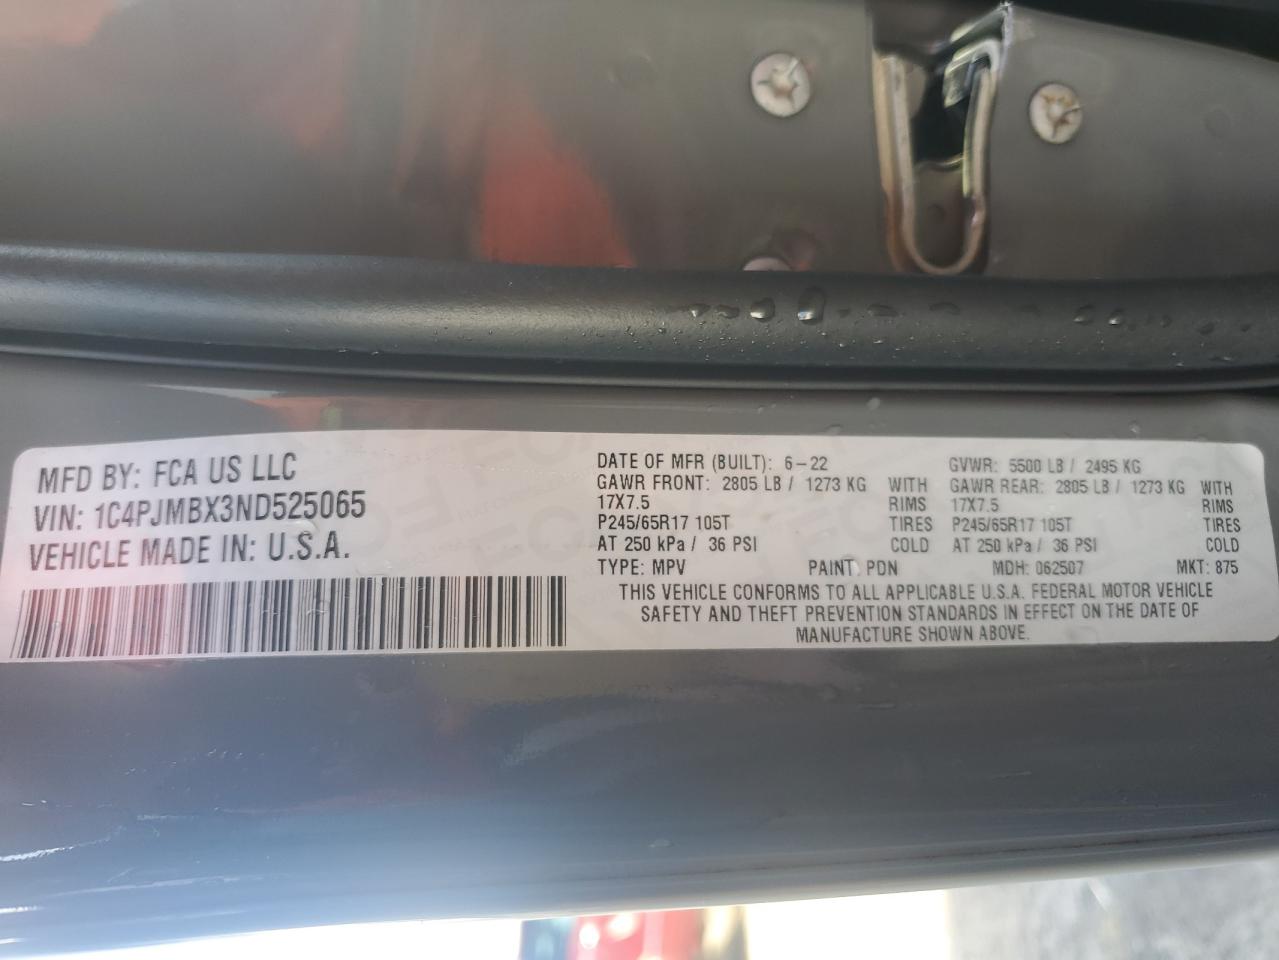 MFD BY: FCA US LLC
VIN: 1C4PJMBX3ND525065
VEHICLE MADE IN: U.S.A.
DATE OF MFR (BUILT): 6-22
GAWR FRONT: 2805 LB / 1273 KG WITH
17X7.5 RIMS
P245/65R17 105T TIRES
AT 250 kPa / 36 PSI COLD
TYPE: MPV PAINT: PDN
GVWR: 5500 LB / 2495 KG
GAWR REAR: 2805 LB / 1273 KG WITH
17X7.5 RIMS
P245/65R17 105T TIRES
AT 250 kPa / 36 PSI COLD
MDH: 062507 MKT: 875
THIS VEHICLE CONFORMS TO ALL APPLICABLE U.S.A. FEDERAL MOTOR VEHICLE
SAFETY AND THEFT PREVENTION STANDARDS IN EFFECT ON THE DATE OF
MANUFACTURE SHOWN ABOVE.